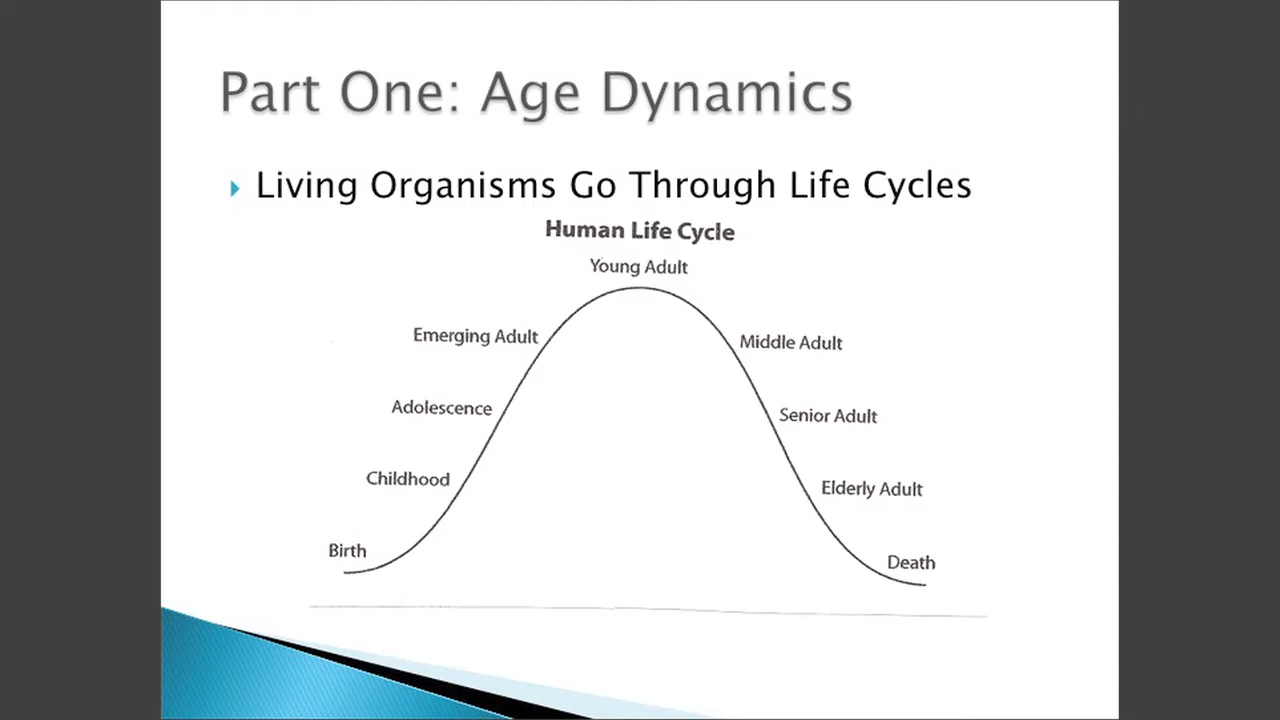 Part One: Age Dynamics
Living Organisms Go Through Life Cycles
Human Life Cycle
Young Adult
Emerging Adult
Middle Adult
Adolescence
Senior Adult
Childhood
Elderly Adult
Birth
Death